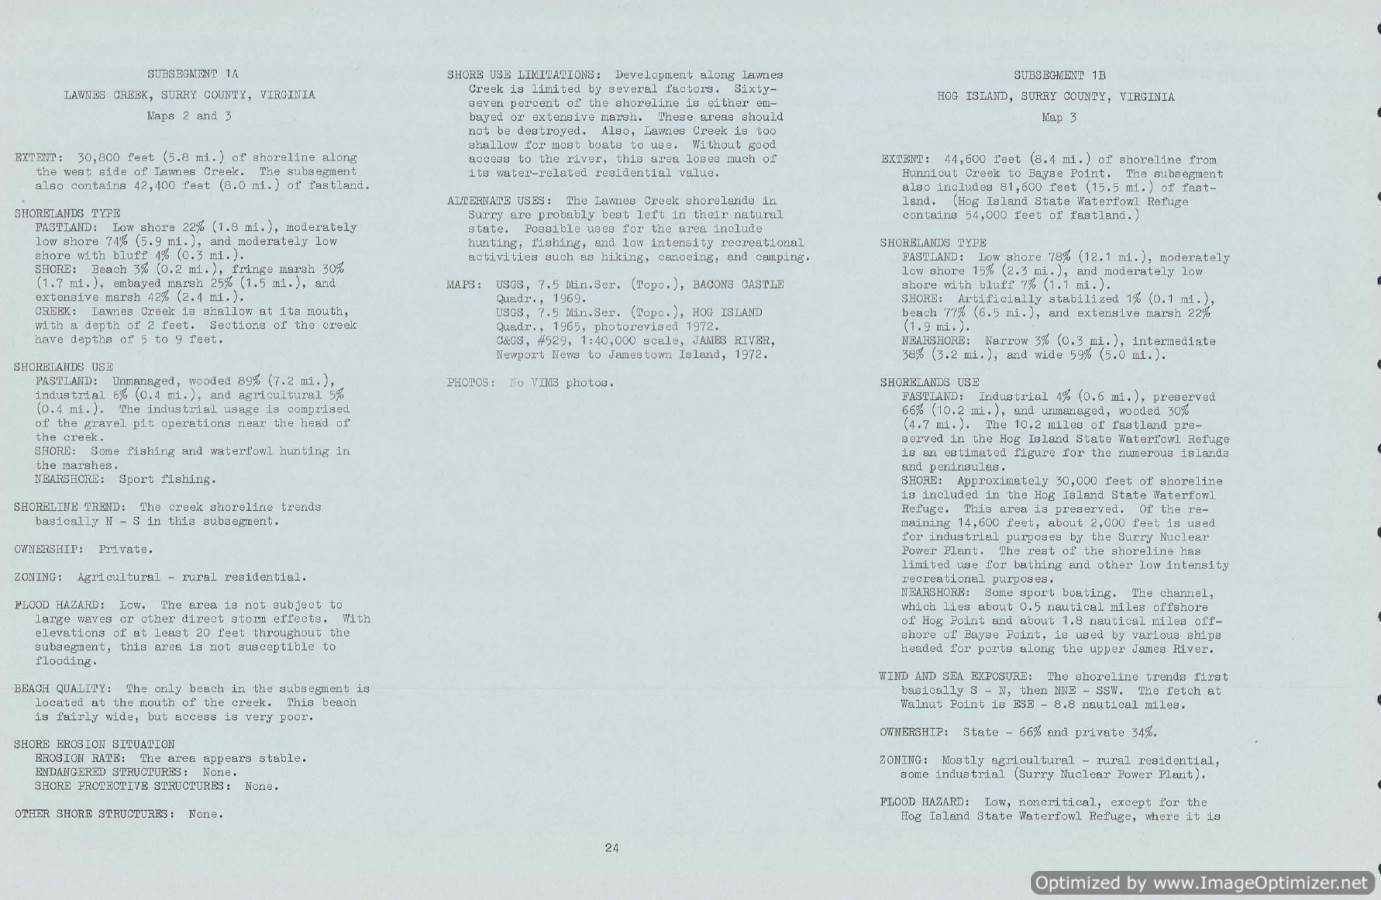 SUBSEGMENT 1A
LAWNES CREEK, SURRY COUNTY, VIRGINIA
Maps 2 and 3
EXTENT: 30,800 feet (5.8 mi.) of shoreline along
the west side of Lawnes Creek. The subsegment
also contains 42,400 feet (8.0 mi.) of fastland.
SHORELANDS TYPE
FASTLAND: Low shore 22% (1.8 mi.), moderately
low shore 74% (5.9 mi.), and moderately low
shore with bluff 4% (0.3 mi.).
SHORE: Beach 3% (0.2 mi.), fringe marsh 30%
(1.7 mi.), embayed marsh 25% (1.5 mi.), and
extensive marsh 42% (2.4 mi.).
CREEK: Lawnes Creek is shallow at its mouth,
with a depth of 2 feet. Sections of the creek
have depths of 5 to 9 feet.
SHORELANDS USE
FASTLAND: Unmanaged, wooded 89% (7.2 mi.),
industrial 6% (0.4 mi.), and agricultural 5%
(0.4 mi.). The industrial usage is comprised
of the gravel pit operations near the head of
the creek.
SHORE: Some fishing and waterfowl hunting in
the marshes.
NEARSHORE: Sport fishing.
SHORELINE TREND: The creek shoreline trends
basically N - S in this subsegment.
OWNERSHIP: Private.
ZONING: Agricultural - rural residential.
FLOOD HAZARD: Low. The area is not subject to
large waves or other direct storm effects. With
elevations of at least 20 feet throughout the
subsegment, this area is not susceptible to
flooding.
BEACH QUALITY: The only beach in the subsegment is
located at the mouth of the creek. This beach
is fairly wide, but access is very poor.
SHORE EROSION SITUATION
EROSION RATE: The area appears stable.
ENDANGERED STRUCTURES: None.
SHORE PROTECTIVE STRUCTURES: None.
OTHER SHORE STRUCTURES: None.
SHORE USE LIMITATIONS: Development along Lawnes
Creek is limited by several factors. Sixty-
seven percent of the shoreline is either em-
bayed or extensive marsh. These areas should
not be destroyed. Also, Lawnes Creek is too
shallow for most boats to use. Without good
access to the river, this area loses much of
its water-related residential value.
ALTERNATE USES: The Lawnes Creek shorelands in
Surry are probably best left in their natural
state. Possible uses for the area include
hunting, fishing, and low intensity recreational
activities such as hiking, canoeing, and camping.
MAPS: USGS, 7.5 Min.Ser. (Topo.), BACONS CASTLE
Quadr., 1969.
USGS, 7.5 Min.Ser. (Topo.), HOG ISLAND
Quadr., 1965, photorevised 1972.
C&GS, #529, 1:40,000 scale, JAMES RIVER,
Newport News to Jamestown Island, 1972.
PHOTOS: No VIMS photos.
SUBSEGMENT 1B
HOG ISLAND, SURRY COUNTY, VIRGINIA
Map 3
EXTENT: 44,600 feet (8.4 mi.) of shoreline from
Hunniout Creek to Bayse Point. The subsegment
also includes 81,600 feet (15.5 mi.) of fast-
land. (Hog Island State Waterfowl Refuge
contains 54,000 feet of fastland.)
SHORELANDS TYPE
FASTLAND: Low shore 78% (12.1 mi.), moderately
low shore 15% (2.3 mi.), and moderately low
shore with bluff 7% (1.1 mi.).
SHORE: Artificially stabilized 1% (0.1 mi.),
beach 77% (6.5 mi.), and extensive marsh 22%
(1.9 mi.).
NEARSHORE: Narrow 3% (0.3 mi.), intermediate
38% (3.2 mi.), and wide 59% (5.0 mi.).
SHORELANDS USE
FASTLAND: Industrial 4% (0.6 mi.), preserved
66% (10.2 mi.), and unmanaged, wooded 30%
(4.7 mi.). The 10.2 miles of fastland pre-
served in the Hog Island State Waterfowl Refuge
is an estimated figure for the numerous islands
and peninsulas.
SHORE: Approximately 30,000 feet of shoreline
is included in the Hog Island State Waterfowl
Refuge. This area is preserved. Of the re-
maining 14,600 feet, about 2,000 feet is used
for industrial purposes by the Surry Nuclear
Power Plant. The rest of the shoreline has
limited use for bathing and other low intensity
recreational purposes.
NEARSHORE: Some sport boating. The channel,
which lies about 0.5 nautical miles offshore
of Hog Point and about 1.8 nautical miles off-
shore of Bayse Point, is used by various ships
headed for ports along the upper James River.
WIND AND SEA EXPOSURE: The shoreline trends first
basically S - N, then NNE - SSW. The fetch at
Walnut Point is ESE - 8.8 nautical miles.
OWNERSHIP: State - 66% and private 34%.
ZONING: Mostly agricultural - rural residential,
some industrial (Surry Nuclear Power Plant).
FLOOD HAZARD: Low, noncritical, except for the
Hog Island State Waterfowl Refuge, where it is
24
Optimized by www.ImageOptimizer.net